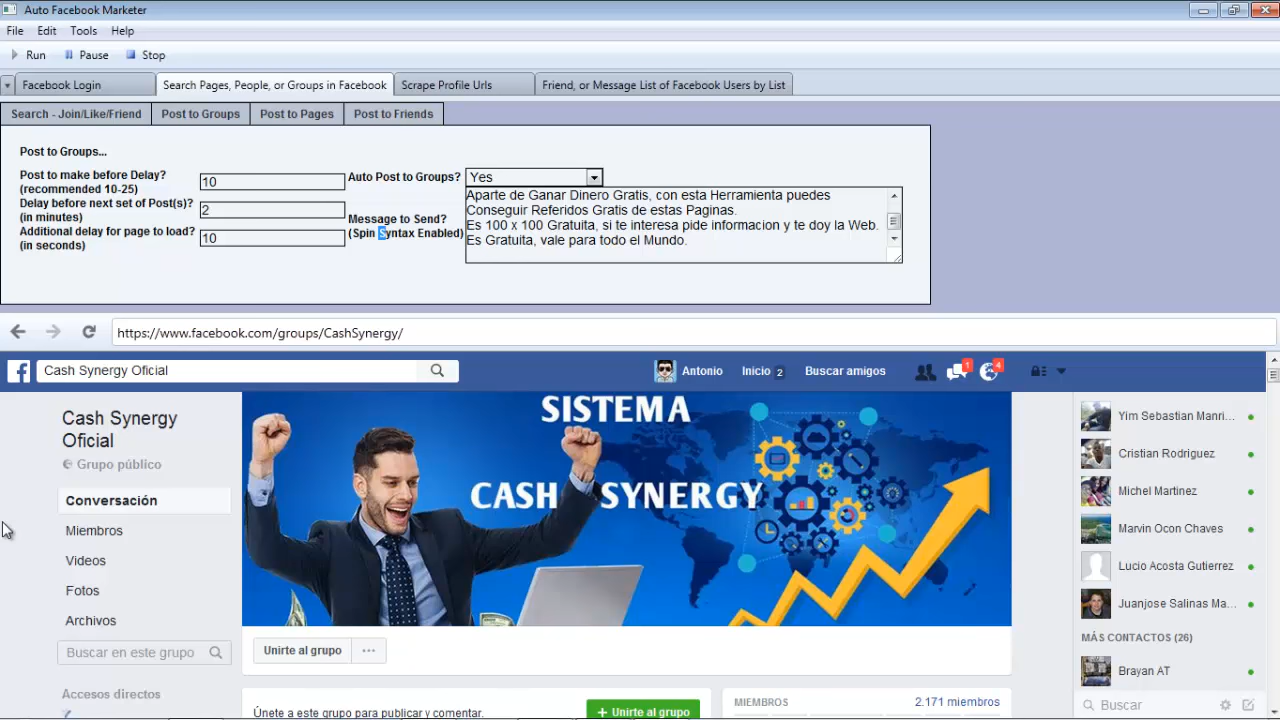 Auto Facebook Marketer
File Edit Tools Help
Run Pause Stop
Facebook Login Search Pages, People, or Groups in Facebook Scrape Profile Urls Friend, or Message List of Facebook Users by List
Search - Join/Like/Friend Post to Groups Post to Pages Post to Friends
Post to Groups...
Post to make before Delay?
(recommended 10-25)
10
Delay before next set of Post(s)?
(in minutes)
2
Additional delay for page to load?
(in seconds)
10
Auto Post to Groups?
Yes
Message to Send?
(Spin Syntax Enabled)
Aparte de Ganar Dinero Gratis, con esta Herramienta puedes
Conseguir Referidos Gratis de estas Paginas.
Es 100 x 100 Gratuita, si te interesa pide informacion y te doy la Web.
Es Gratuita, vale para todo el Mundo.
https://www.facebook.com/groups/CashSynergy/
Cash Synergy Oficial
Antonio Inicio 2 Buscar amigos 1 4
Cash Synergy
Oficial
Grupo público
Conversación
Miembros
Videos
Fotos
Archivos
Buscar en este grupo
Accesos directos
SISTEMA
CASH SYNERGY
Unirte al grupo ...
Únete a este grupo para publicar y comentar.
+ Unirte al grupo
MIEMBROS 2.171 miembros
Yim Sebastian Manri...
Cristian Rodriguez
Michel Martinez
Marvin Ocon Chaves
Lucio Acosta Gutierrez
Juanjose Salinas Ma...
MÁS CONTACTOS (26)
Brayan AT
Buscar